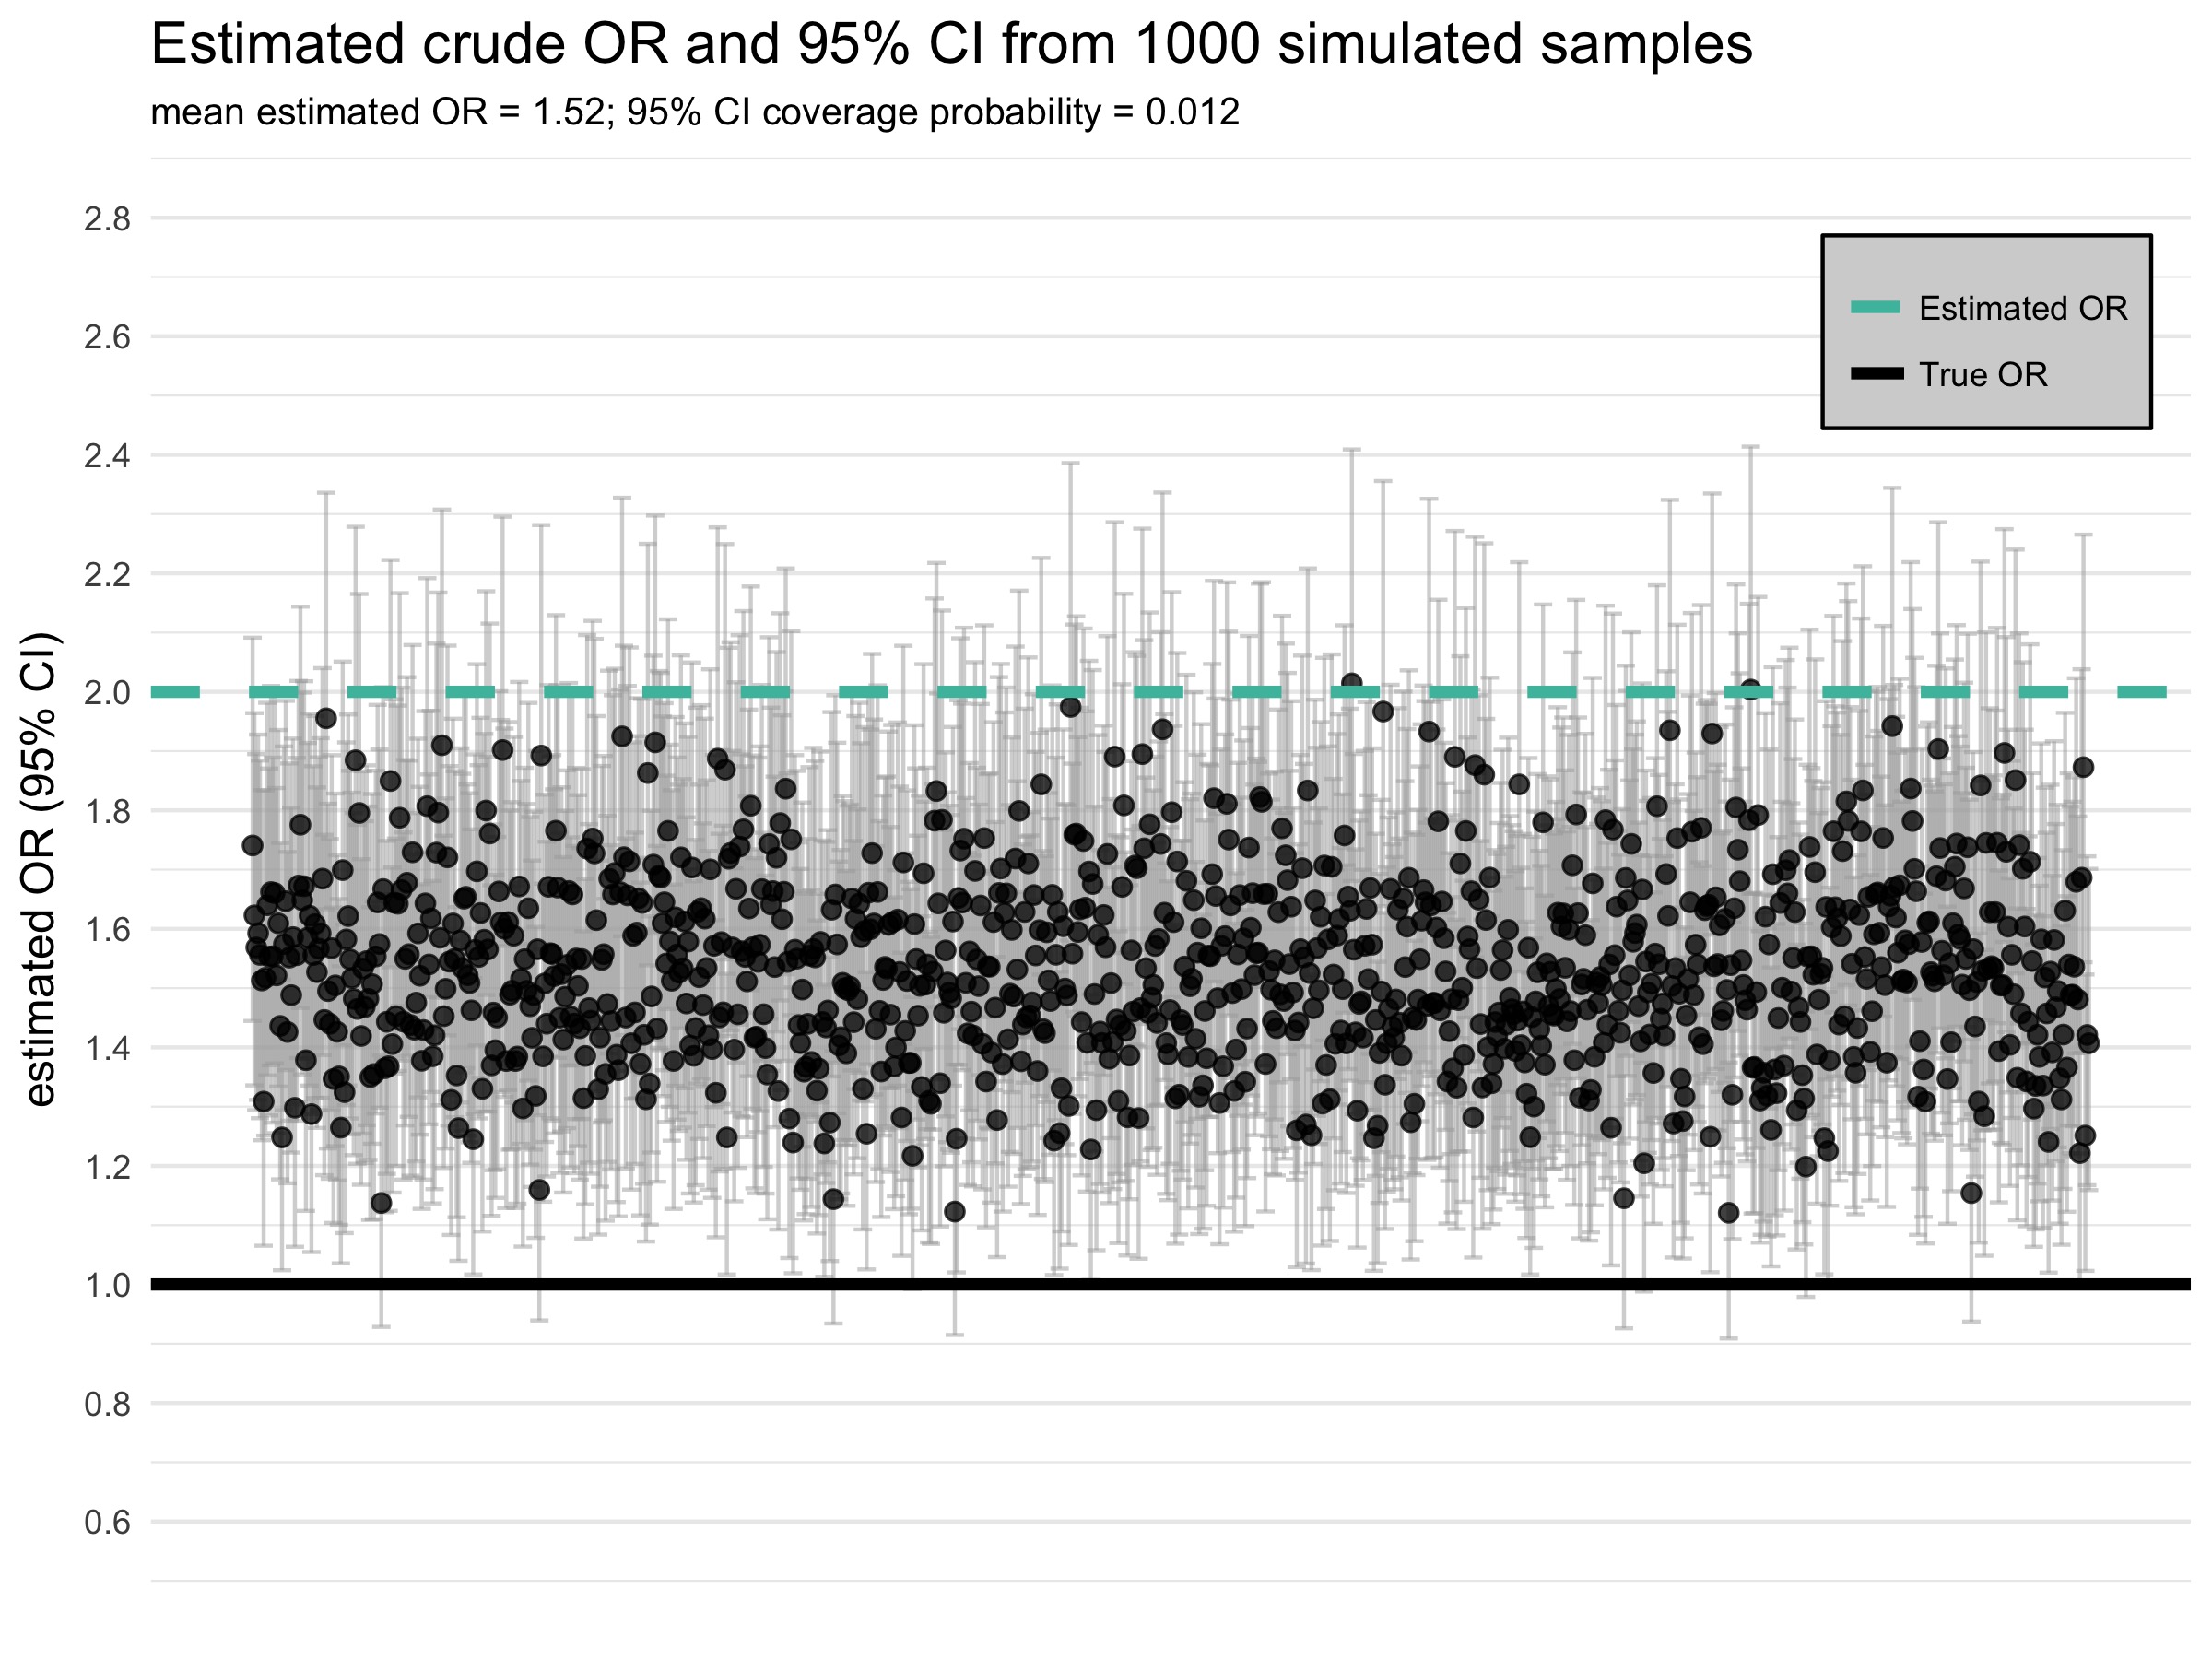 Estimated crude OR and 95% CI from 1000 simulated samples
mean estimated OR = 1.52; 95% CI coverage probability = 0.012
estimated OR (95% CI)
2.8
2.6
2.4
2.2
2.0
1.8
1.6
1.4
1.2
1.0
0.8
0.6
Estimated OR
True OR